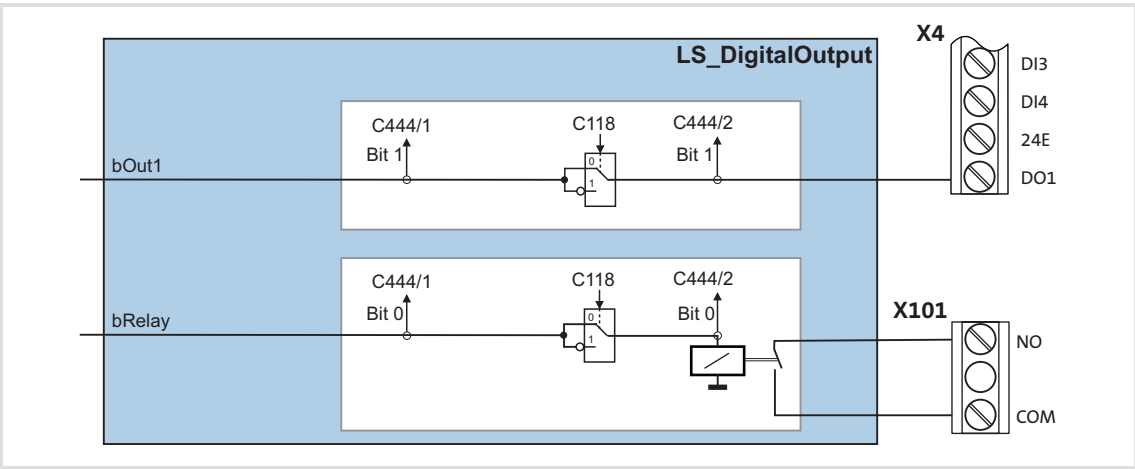 LS_DigitalOutput
X4
DI3
DI4
24E
DO1
C444/1
C118
C444/2
Bit 1
0
Bit 1
bOut1
1
C444/1
C118
C444/2
Bit 0
0
Bit 0
bRelay
1
X101
NO
COM